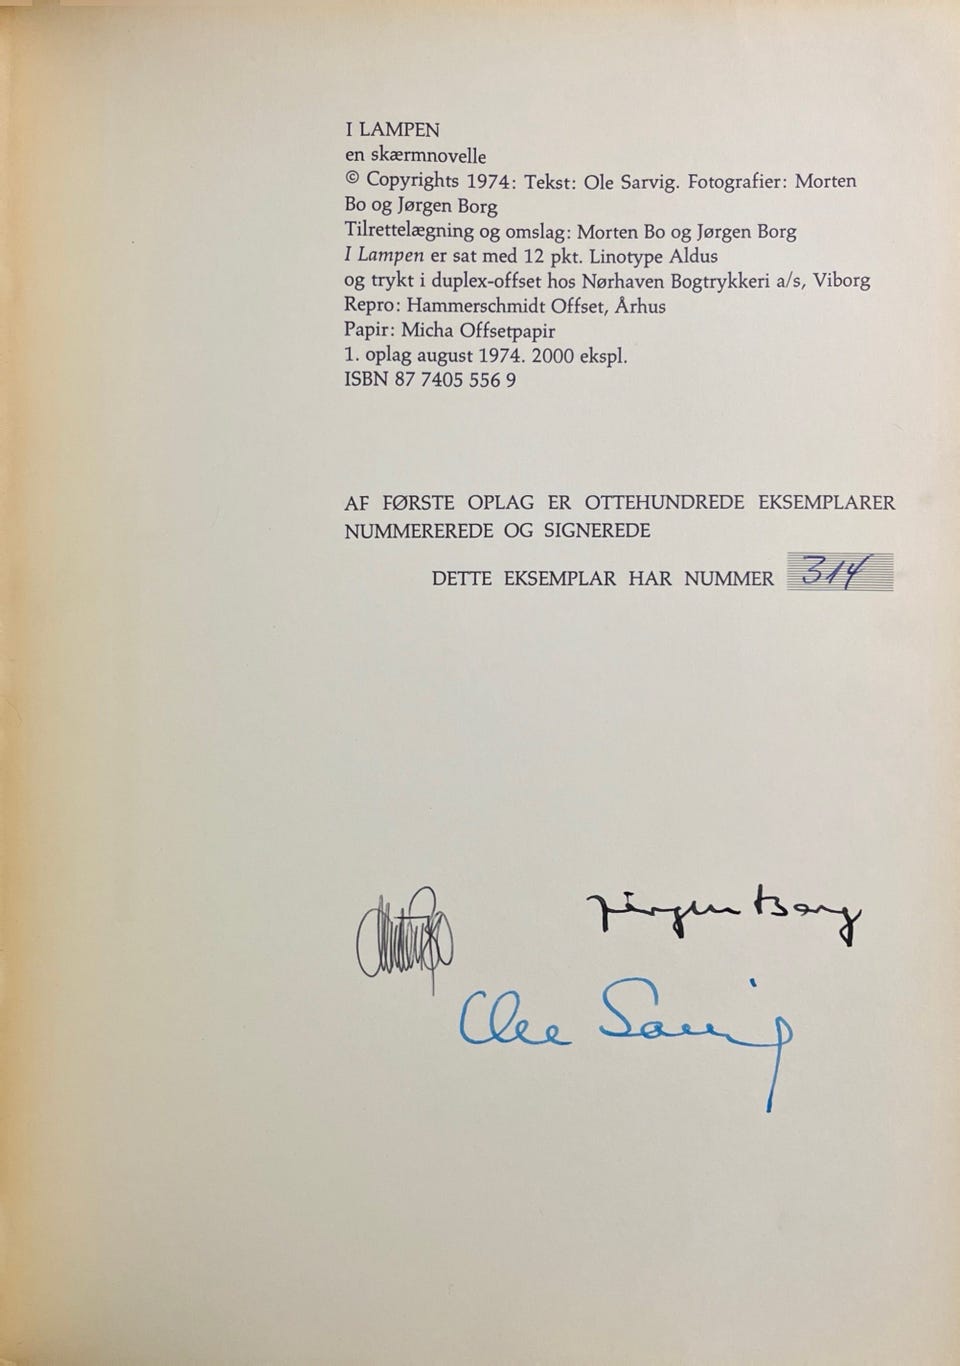 I LAMPEN
en skærmnovelle
© Copyrights 1974: Tekst: Ole Sarvig. Fotografier: Morten
Bo og Jørgen Borg
Tilrettelægning og omslag: Morten Bo og Jørgen Borg
I Lampen er sat med 12 pkt. Linotype Aldus
og trykt i duplex-offset hos Nørhaven Bogtrykkeri a/s, Viborg
Repro: Hammerschmidt Offset, Århus
Papir: Micha Offsetpapir
1. oplag august 1974. 2000 ekspl.
ISBN 87 7405 556 9
AF FØRSTE OPLAG ER OTTEHUNDREDE EKSEMPLARER
NUMMEREREDE OG SIGNEREDE
DETTE EKSEMPLAR HAR NUMMER 314
Jørgen Borg
Ole Sarvig